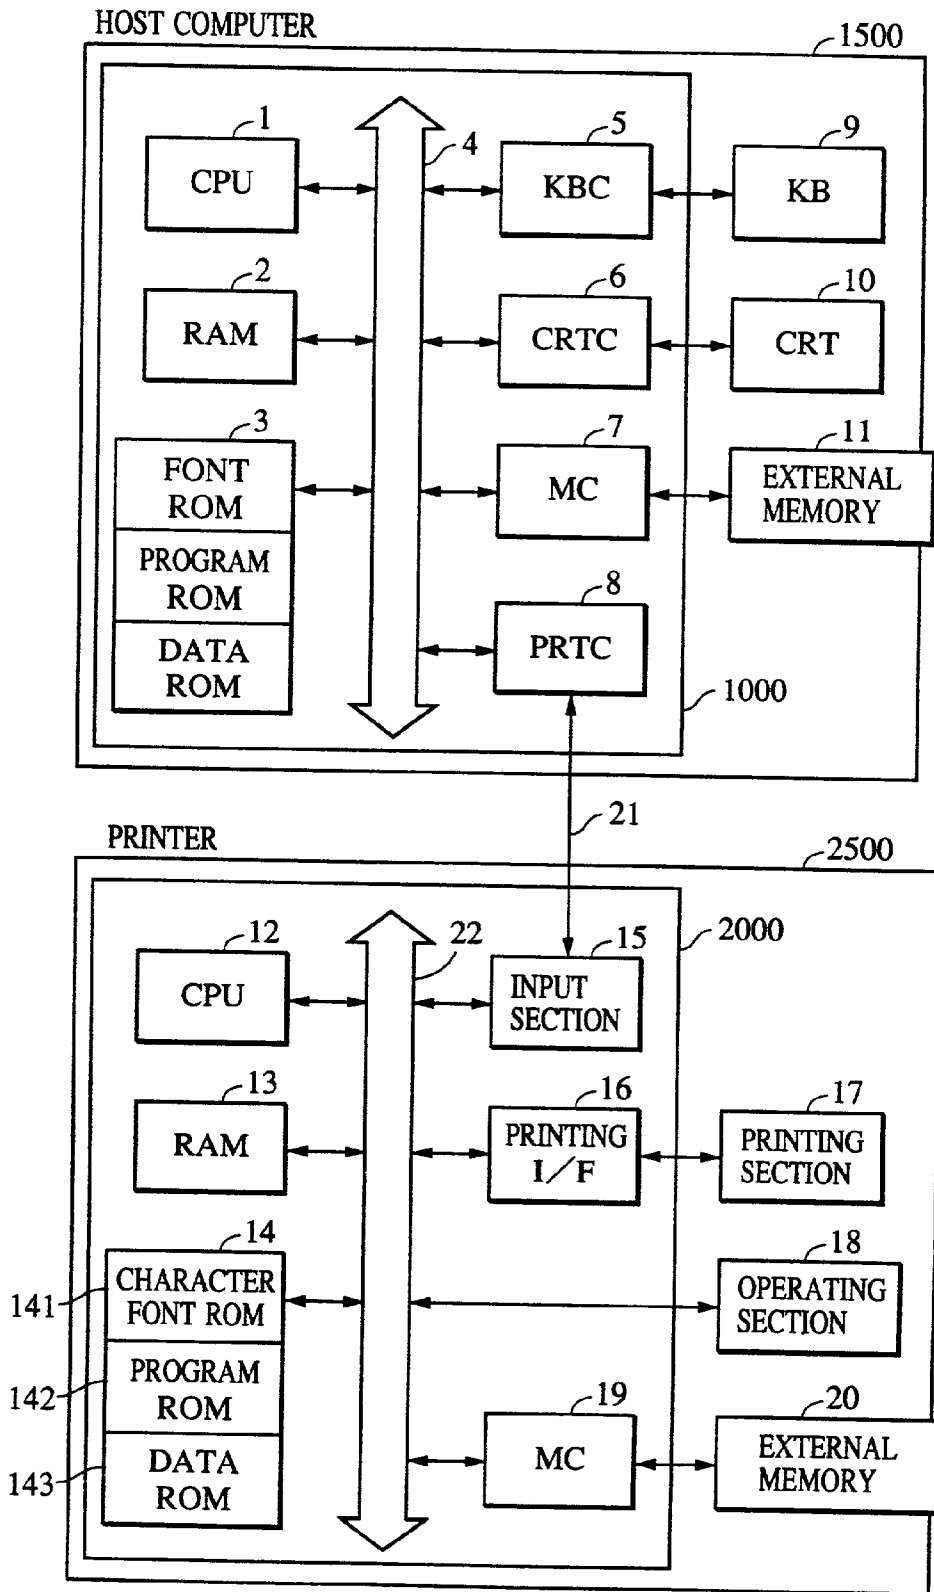 HOST COMPUTER
1500
1
CPU
4
5
KBC
9
KB
2
RAM
6
CRTC
10
CRT
3
FONT
ROM
PROGRAM
ROM
DATA
ROM
7
MC
11
EXTERNAL
MEMORY
8
PRTC
1000
21
PRINTER
2500
2000
12
CPU
22
15
INPUT
SECTION
13
RAM
16
PRINTING
I/F
17
PRINTING
SECTION
14
141
CHARACTER
FONT ROM
142
PROGRAM
ROM
143
DATA
ROM
18
OPERATING
SECTION
19
MC
20
EXTERNAL
MEMORY